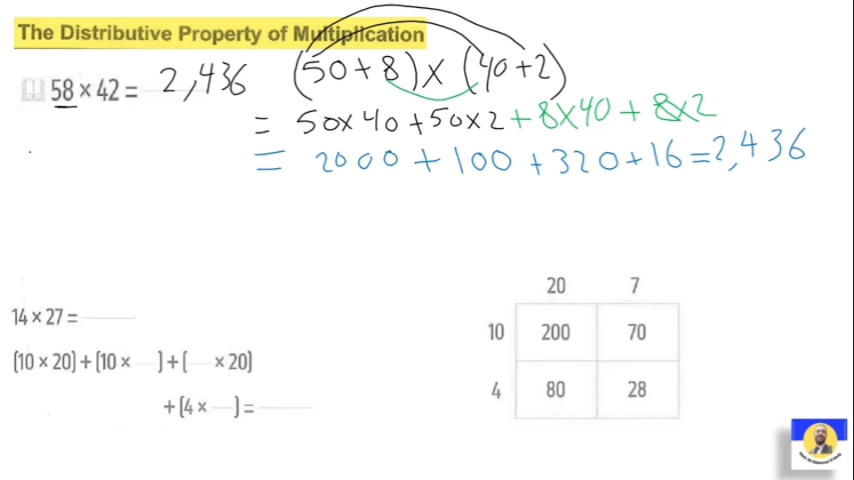 The Distributive Property of Multiplication
58 × 42 = 2,436 (50+8) × (40+2)
= 50×40 + 50×2 + 8×40 + 8×2
= 2000 + 100 + 320 + 16 = 2,436
20 7
14 × 27 =
10 200 70
(10 × 20) + (10 × ) + ( × 20)
4 80 28
+ (4 × ) =